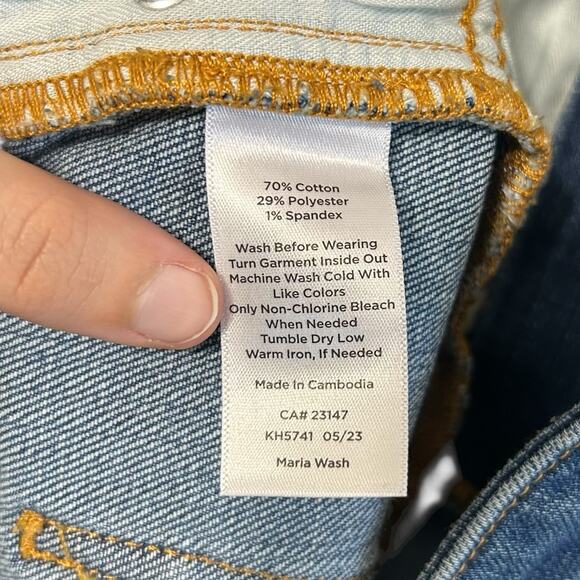 70% Cotton
29% Polyester
1% Spandex
Wash Before Wearing
Turn Garment Inside Out
Machine Wash Cold With
Like Colors
Only Non-Chlorine Bleach
When Needed
Tumble Dry Low
Warm Iron, If Needed
Made In Cambodia
CA# 23147
KH5741 05/23
Maria Wash